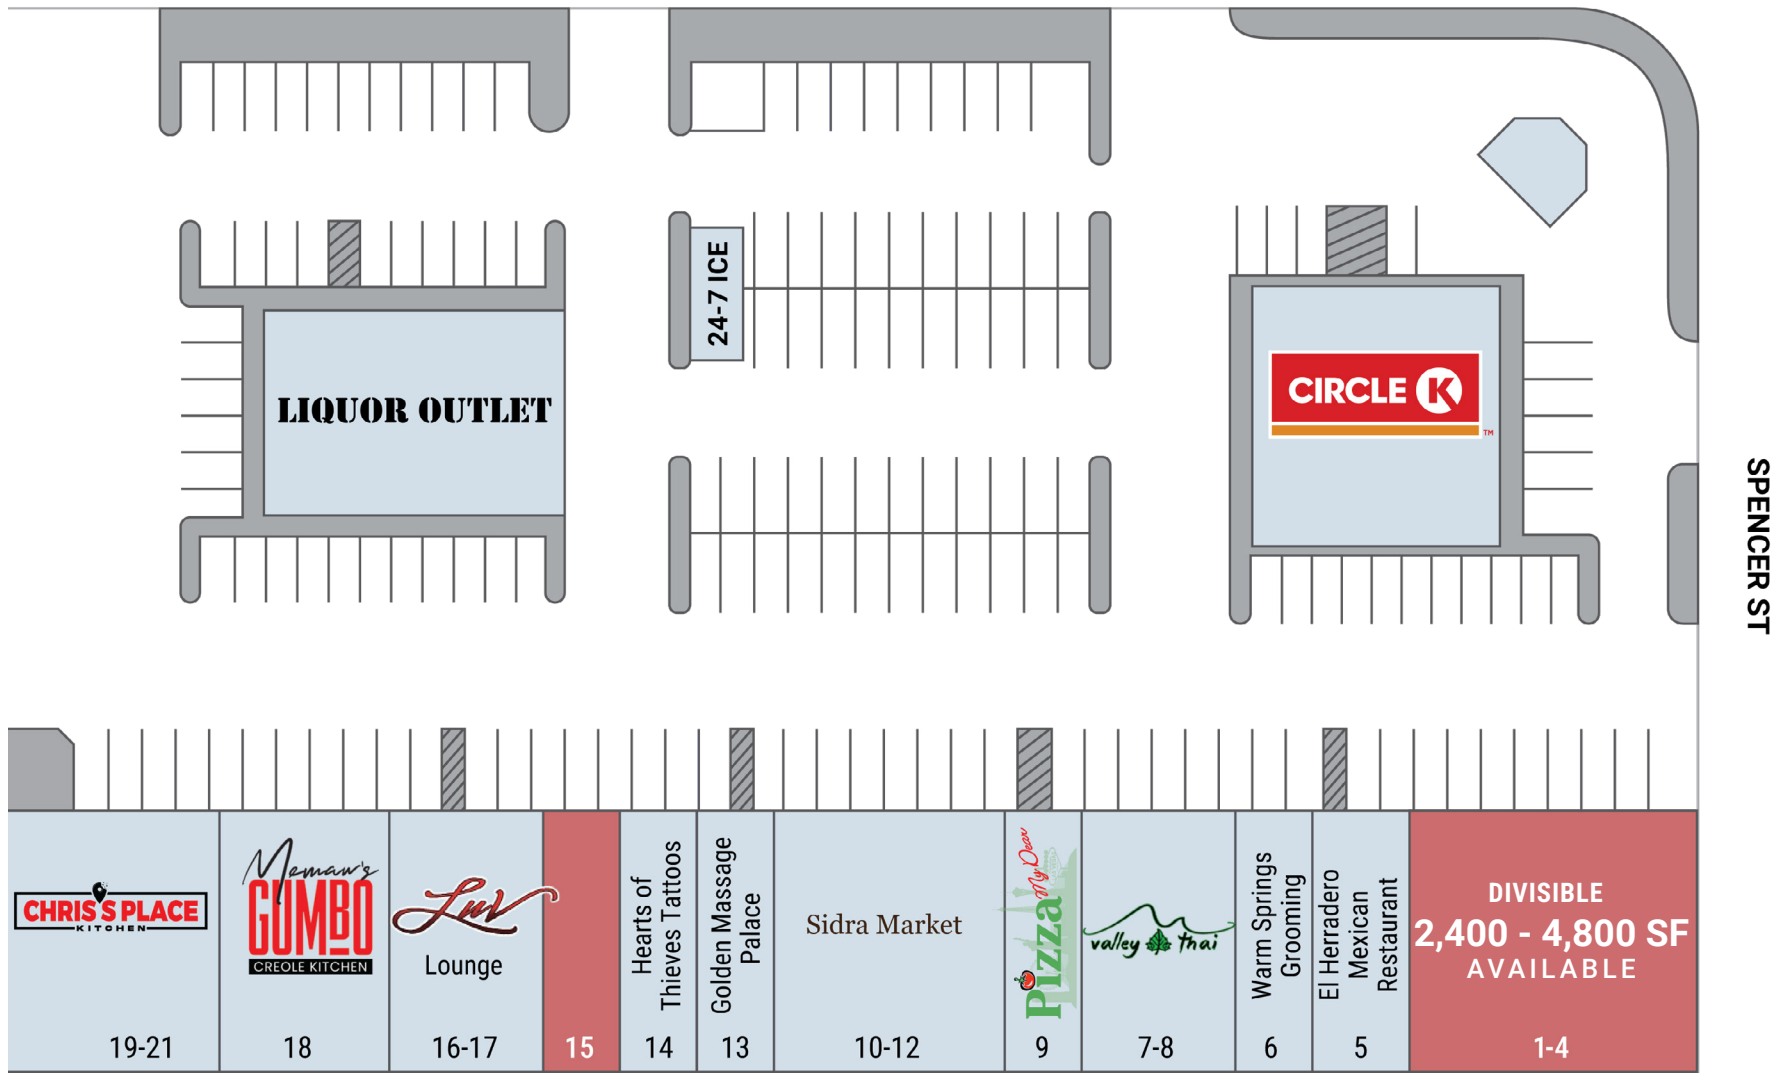 24-7 ICE
LIQUOR OUTLET
CIRCLE K
TM
SPENCER ST
CHRIS'S PLACE
KITCHEN
19-21
Memaw's
GUMBO
CREOLE KITCHEN
18
Luv
Lounge
16-17
15
Hearts of
Thieves Tattoos
14
Golden Massage
Palace
13
Sidra Market
10-12
My Dear
Pizza
9
valley thai
7-8
Warm Springs
Grooming
6
El Herradero
Mexican
Restaurant
5
DIVISIBLE
2,400 - 4,800 SF
AVAILABLE
1-4